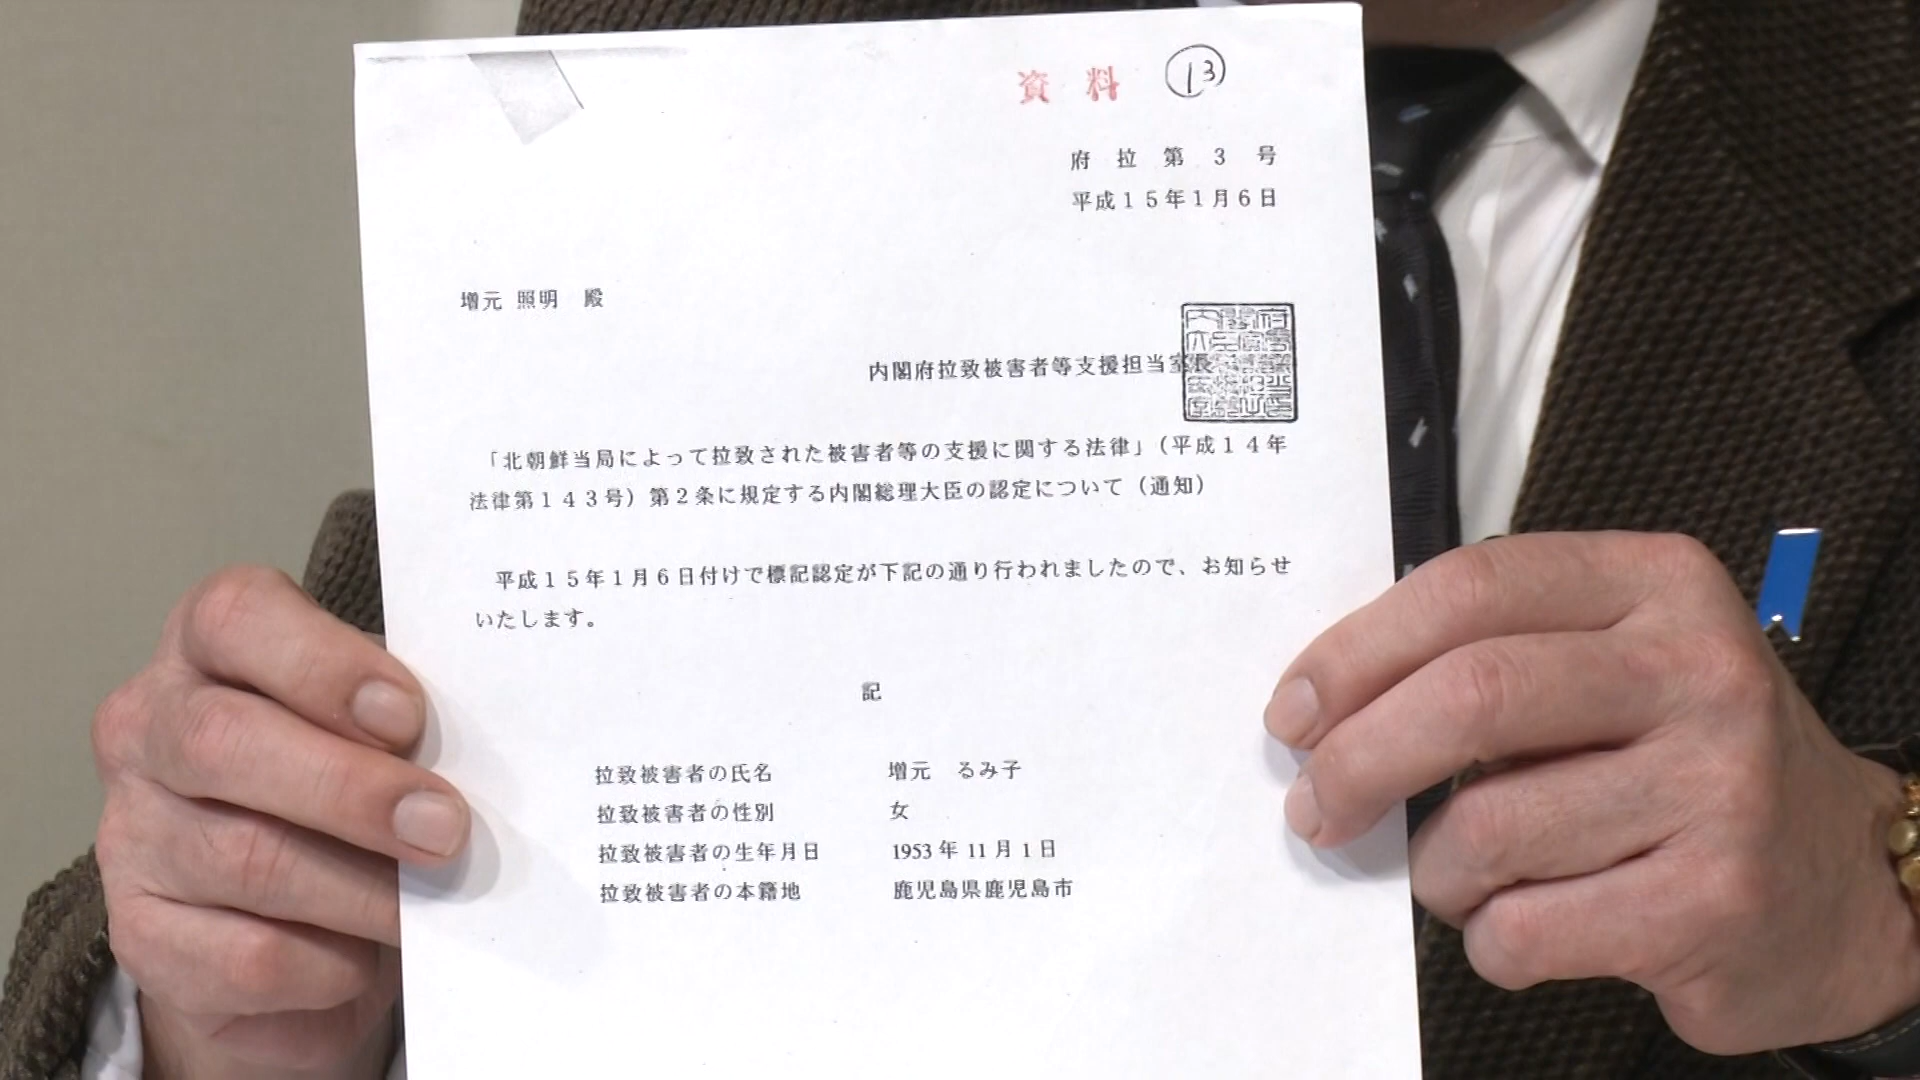 資 料 ⑬
府 拉 第 3 号
平成15年1月6日
増元 照明 殿
内閣府拉致被害者等支援担当室長
「北朝鮮当局によって拉致された被害者等の支援に関する法律」(平成14年
法律第143号)第2条に規定する内閣総理大臣の認定について(通知)
平成15年1月6日付けで標記認定が下記の通り行われましたので、お知らせ
いたします。
記
拉致被害者の氏名 増元 るみ子
拉致被害者の性別 女
拉致被害者の生年月日 1953年11月1日
拉致被害者の本籍地 鹿児島県鹿児島市